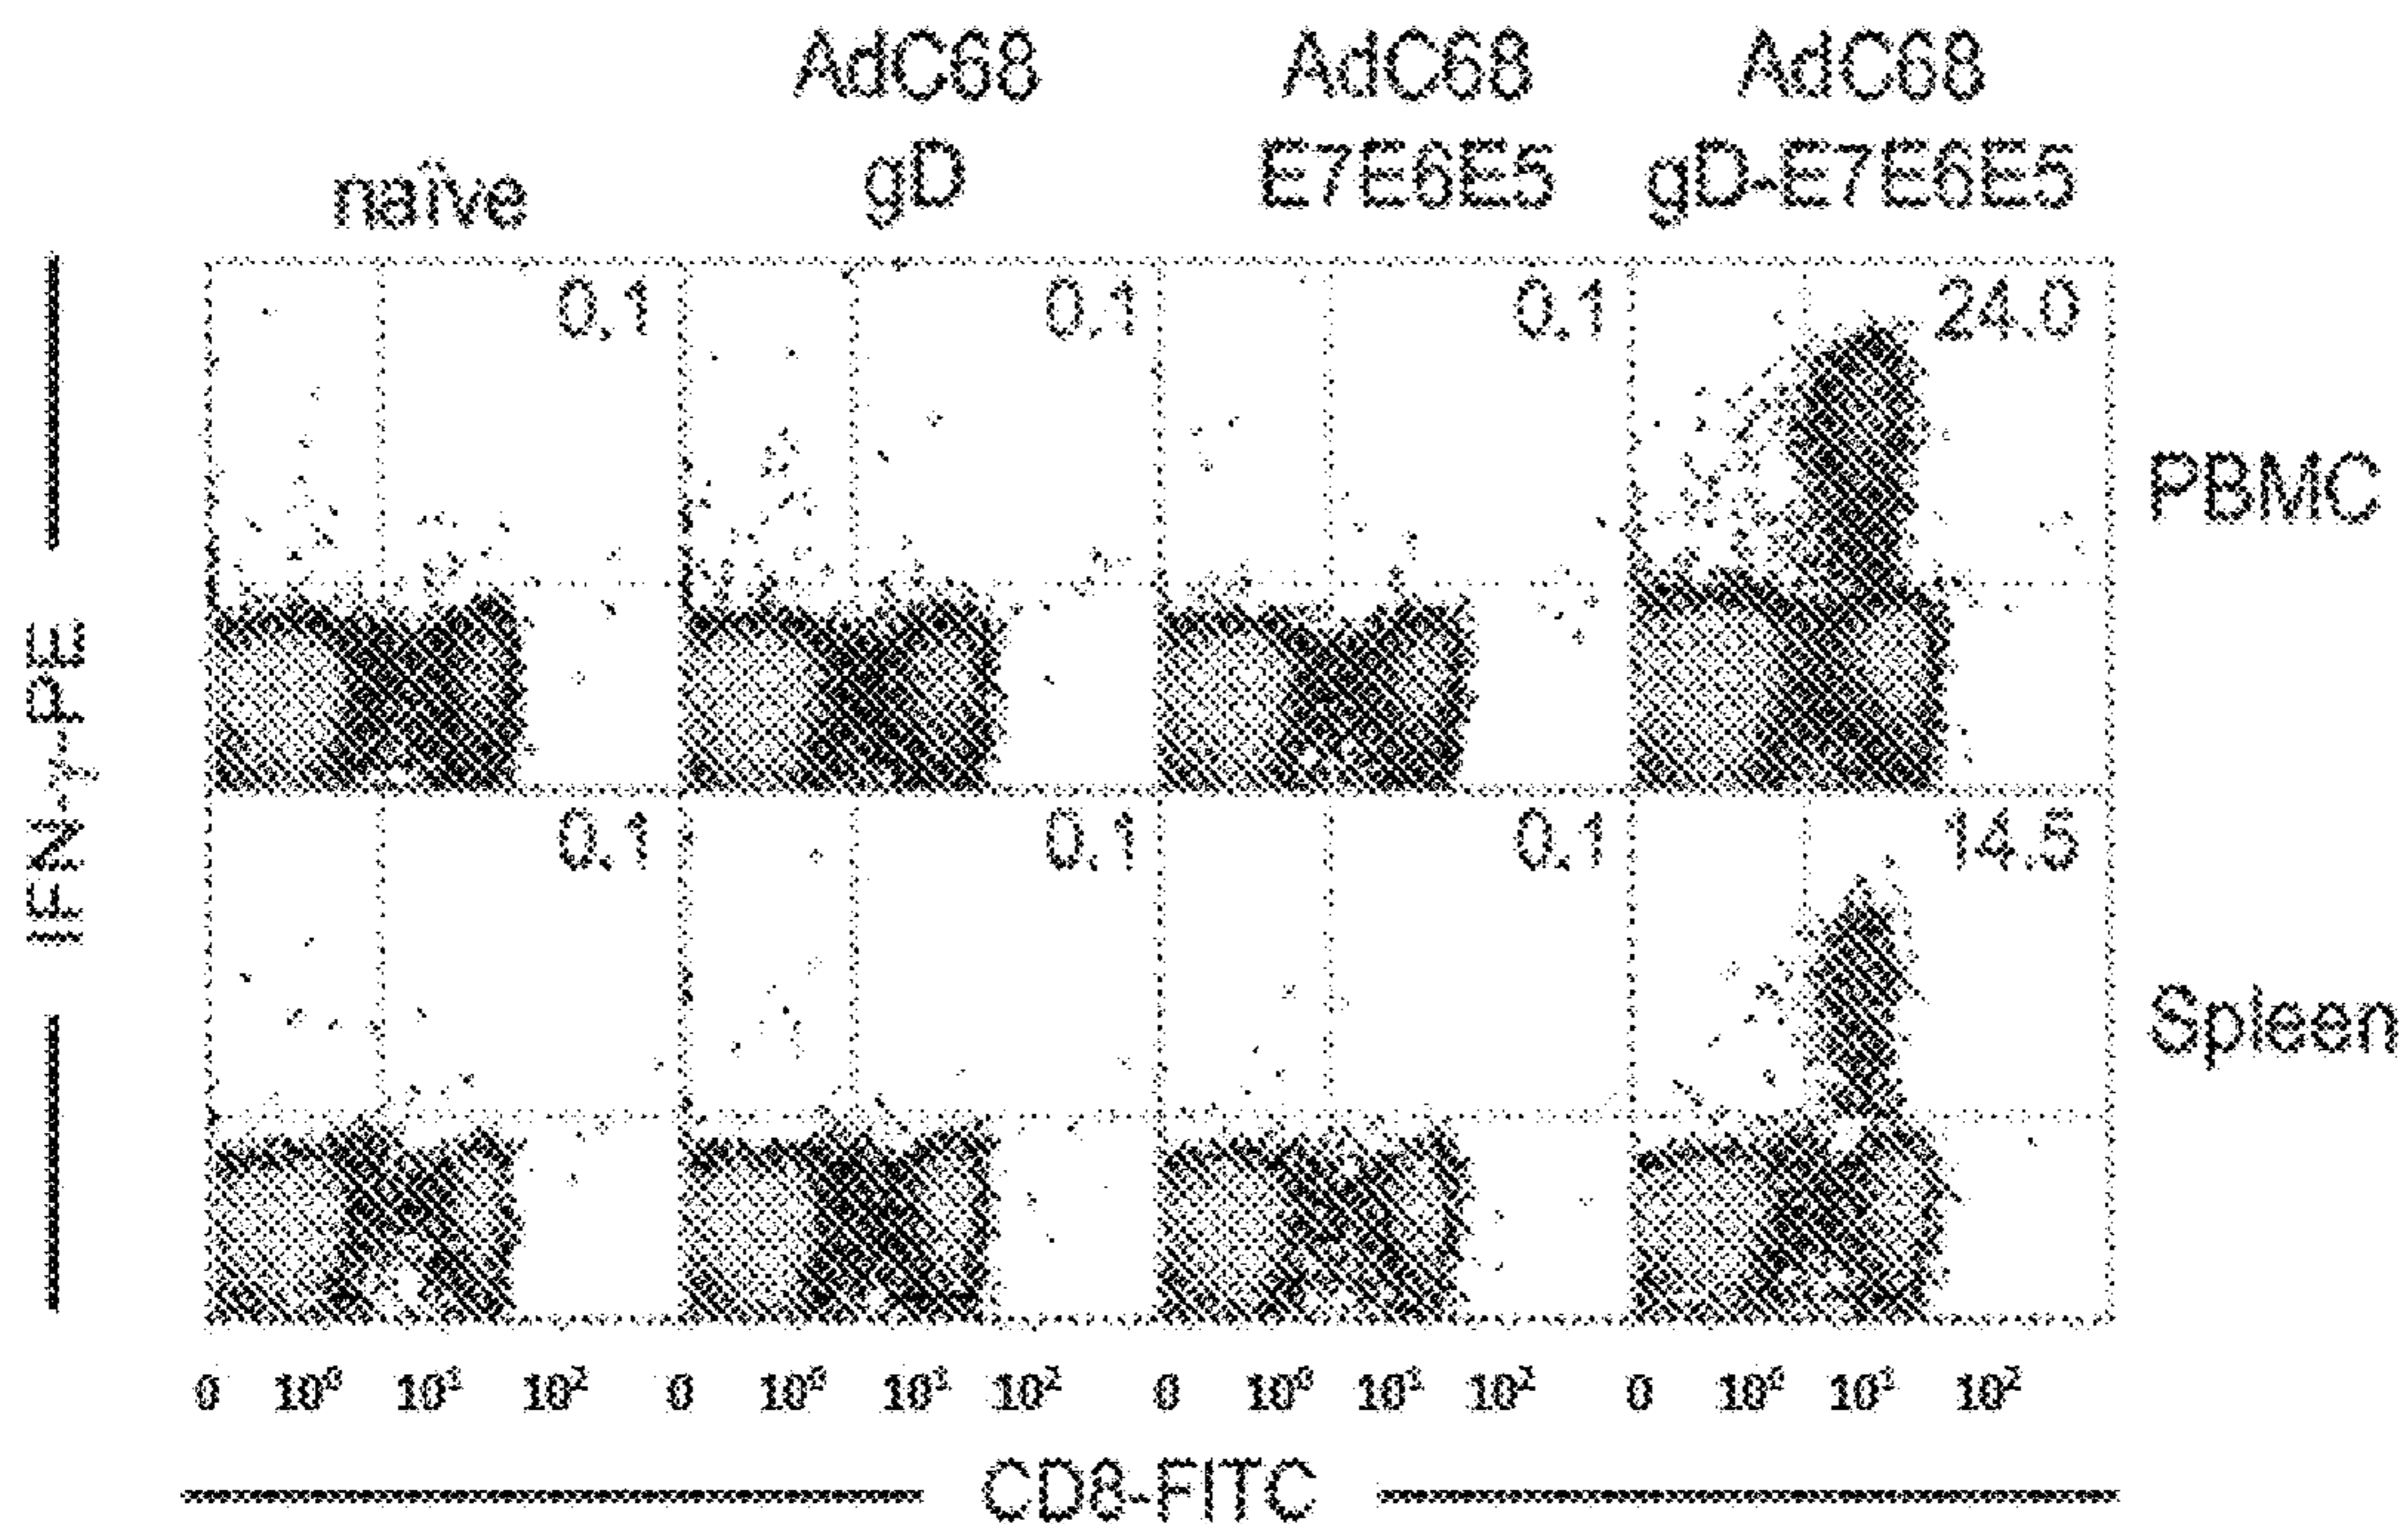 AdC68 AdC68 AdC68
naïve gD E7E6E5 gD-E7E6E5
0.1 0.1 0.1 24.0
PBMC
IFN-γ-PE
0.1 0.1 0.1 14.5
Spleen
0 10⁰ 10¹ 10² 0 10⁰ 10¹ 10² 0 10⁰ 10¹ 10² 0 10⁰ 10¹ 10²
CD8-FITC